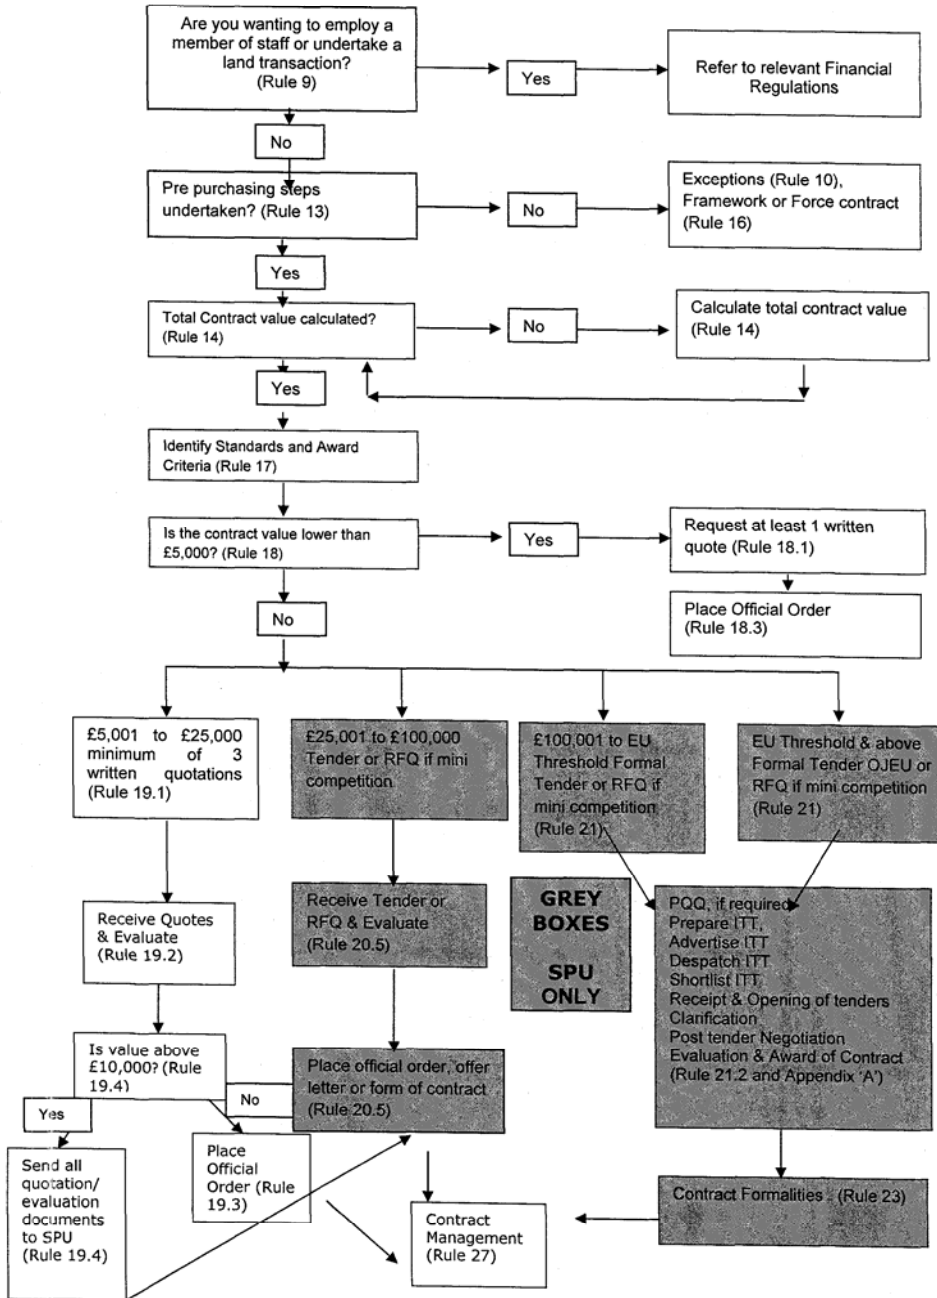 Are you wanting to employ a
member of staff or undertake a
land transaction?
(Rule 9)
Yes
Refer to relevant Financial
Regulations
No
Pre purchasing steps
undertaken? (Rule 13)
No
Exceptions (Rule 10),
Framework or Force contract
(Rule 16)
Yes
Total Contract value calculated?
(Rule 14)
No
Calculate total contract value
(Rule 14)
Yes
Identify Standards and Award
Criteria (Rule 17)
Is the contract value lower than
£5,000? (Rule 18)
Yes
Request at least 1 written
quote (Rule 18.1)
Place Official Order
(Rule 18.3)
No
£5,001 to £25,000
minimum of 3
written quotations
(Rule 19.1)
£25,001 to £100,000
Tender or RFQ if mini
competition
£100,001 to EU
Threshold Formal
Tender or RFQ if
mini competition
(Rule 21)
EU Threshold & above
Formal Tender OJEU or
RFQ if mini competition
(Rule 21)
Receive Quotes
& Evaluate
(Rule 19.2)
Receive Tender or
RFQ & Evaluate
(Rule 20.5)
GREY
BOXES
SPU
ONLY
PQQ, if required
Prepare ITT,
Advertise ITT
Despatch ITT
Shortlist ITT,
Receipt & Opening of tenders
Clarification
Post tender Negotiation
Evaluation & Award of Contract
(Rule 21.2 and Appendix 'A')
Is value above
£10,000? (Rule
19.4)
Yes
No
Place official order, offer
letter or form of contract
(Rule 20.5)
Send all
quotation/
evaluation
documents
to SPU
(Rule 19.4)
Place
Official
Order (Rule
19.3)
Contract
Management
(Rule 27)
Contract Formalities (Rule 23)